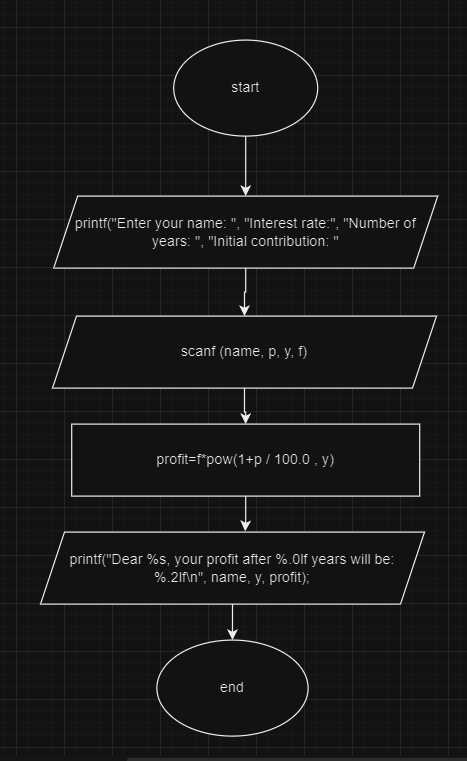 start
printf("Enter your name: ", "Interest rate:", "Number of
years: ", "Initial contribution: "
scanf (name, p, y, f)
profit=f*pow(1+p / 100.0 , y)
printf("Dear %s, your profit after %.0lf years will be:
%.2lf\n", name, y, profit);
end